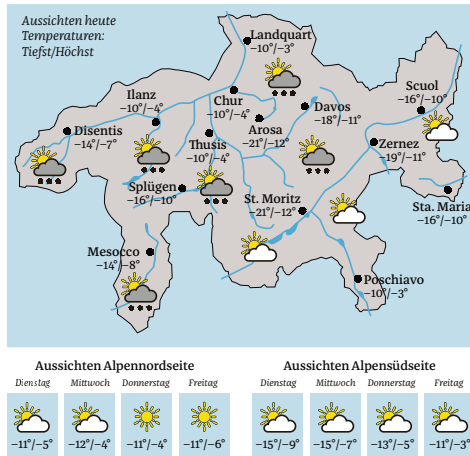 Aussichten heute
Temperaturen:
Tiefst/Höchst
Landquart
–10°/–3°
Ilanz
–10°/–4°
Chur
–10°/–4°
Davos
–18°/–11°
Scuol
–16°/–10°
Disentis
–14°/–7°
Thusis
–10°/–4°
Arosa
–21°/–12°
Zernez
–19°/–11°
Splügen
–16°/–10°
St. Moritz
–21°/–12°
Sta. Maria
–16°/–10°
Mesocco
–14°/–8°
Poschiavo
–10°/–3°
Aussichten Alpennordseite
Dienstag Mittwoch Donnerstag Freitag
–11°/–5° –12°/–4° –11°/–4° –11°/–6°
Aussichten Alpensüdseite
Dienstag Mittwoch Donnerstag Freitag
–15°/–9° –15°/–7° –13°/–5° –11°/–3°